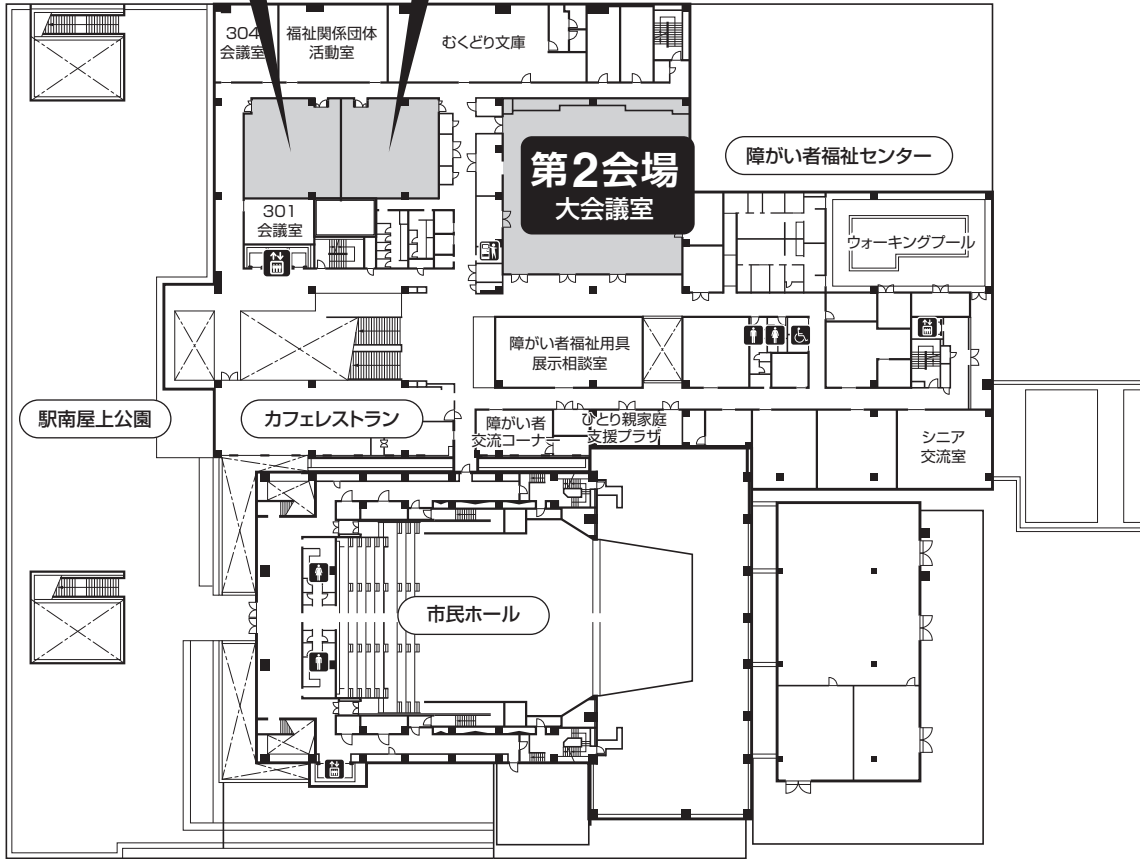 304
会議室
福祉関係団体
活動室
むくどり文庫
第2会場
大会議室
障がい者福祉センター
301
会議室
ウォーキングプール
障がい者福祉用具
展示相談室
駅南屋上公園
カフェレストラン
障がい者
交流コーナー
ひとり親家庭
支援プラザ
シニア
交流室
市民ホール